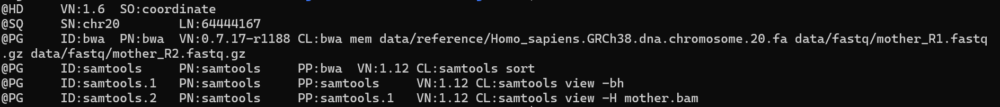 @HD     VN:1.6  SO:coordinate
@SQ     SN:chr20        LN:64444167
@PG     ID:bwa  PN:bwa  VN:0.7.17-r1188 CL:bwa mem data/reference/Homo_sapiens.GRCh38.dna.chromosome.20.fa data/fastq/mother_R1.fastq
.gz data/fastq/mother_R2.fastq.gz
@PG     ID:samtools     PN:samtools     PP:bwa  VN:1.12 CL:samtools sort
@PG     ID:samtools.1   PN:samtools     PP:samtools     VN:1.12 CL:samtools view -bh
@PG     ID:samtools.2   PN:samtools     PP:samtools.1   VN:1.12 CL:samtools view -H mother.bam